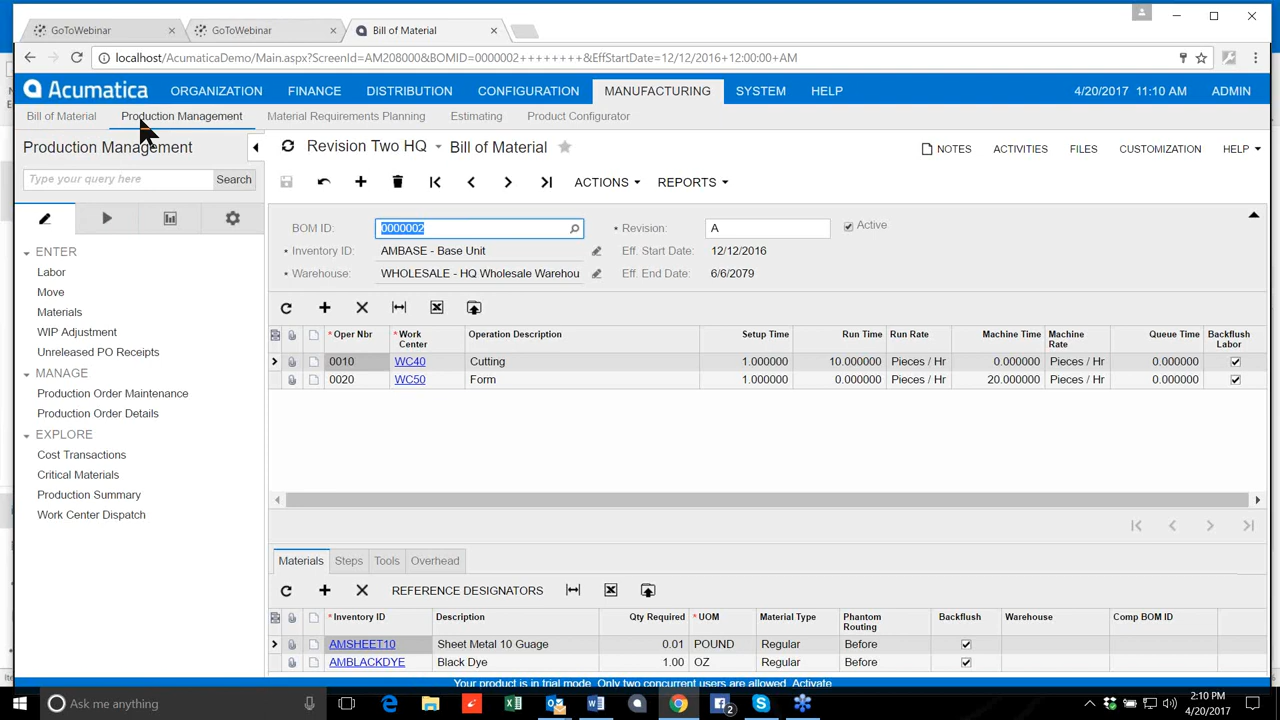 GoToWebinar
GoToWebinar
Bill of Material
localhost/AcumaticaDemo/Main.aspx?ScreenId=AM208000&BOMID=0000002++++++++&EffStartDate=12/12/2016+12:00:00+AM
Acumatica ORGANIZATION FINANCE DISTRIBUTION CONFIGURATION MANUFACTURING SYSTEM HELP 4/20/2017 11:10 AM ADMIN
Bill of Material Production Management Material Requirements Planning Estimating Product Configurator
Production Management
Type your query here Search
ENTER
Labor
Move
Materials
WIP Adjustment
Unreleased PO Receipts
MANAGE
Production Order Maintenance
Production Order Details
EXPLORE
Cost Transactions
Critical Materials
Production Summary
Work Center Dispatch
Revision Two HQ Bill of Material NOTES ACTIVITIES FILES CUSTOMIZATION HELP
ACTIONS REPORTS
BOM ID: 0000002 Revision: A Active
Inventory ID: AMBASE - Base Unit Eff. Start Date: 12/12/2016
Warehouse: WHOLESALE - HQ Wholesale Warehou Eff. End Date: 6/6/2079
Oper Nbr Work Center Operation Description Setup Time Run Time Run Rate Machine Time Machine Rate Queue Time Backflush Labor
0010 WC40 Cutting 1.000000 10.000000 Pieces / Hr 0.000000 Pieces / Hr 0.000000
0020 WC50 Form 1.000000 0.000000 Pieces / Hr 20.000000 Pieces / Hr 0.000000
Materials Steps Tools Overhead
REFERENCE DESIGNATORS
Inventory ID Description Qty Required UOM Material Type Phantom Routing Backflush Warehouse Comp BOM ID
AMSHEET10 Sheet Metal 10 Guage 0.01 POUND Regular Before
AMBLACKDYE Black Dye 1.00 OZ Regular Before
Your product is in trial mode. Only two concurrent users are allowed. Activate
Ask me anything
2
2:10 PM
4/20/2017